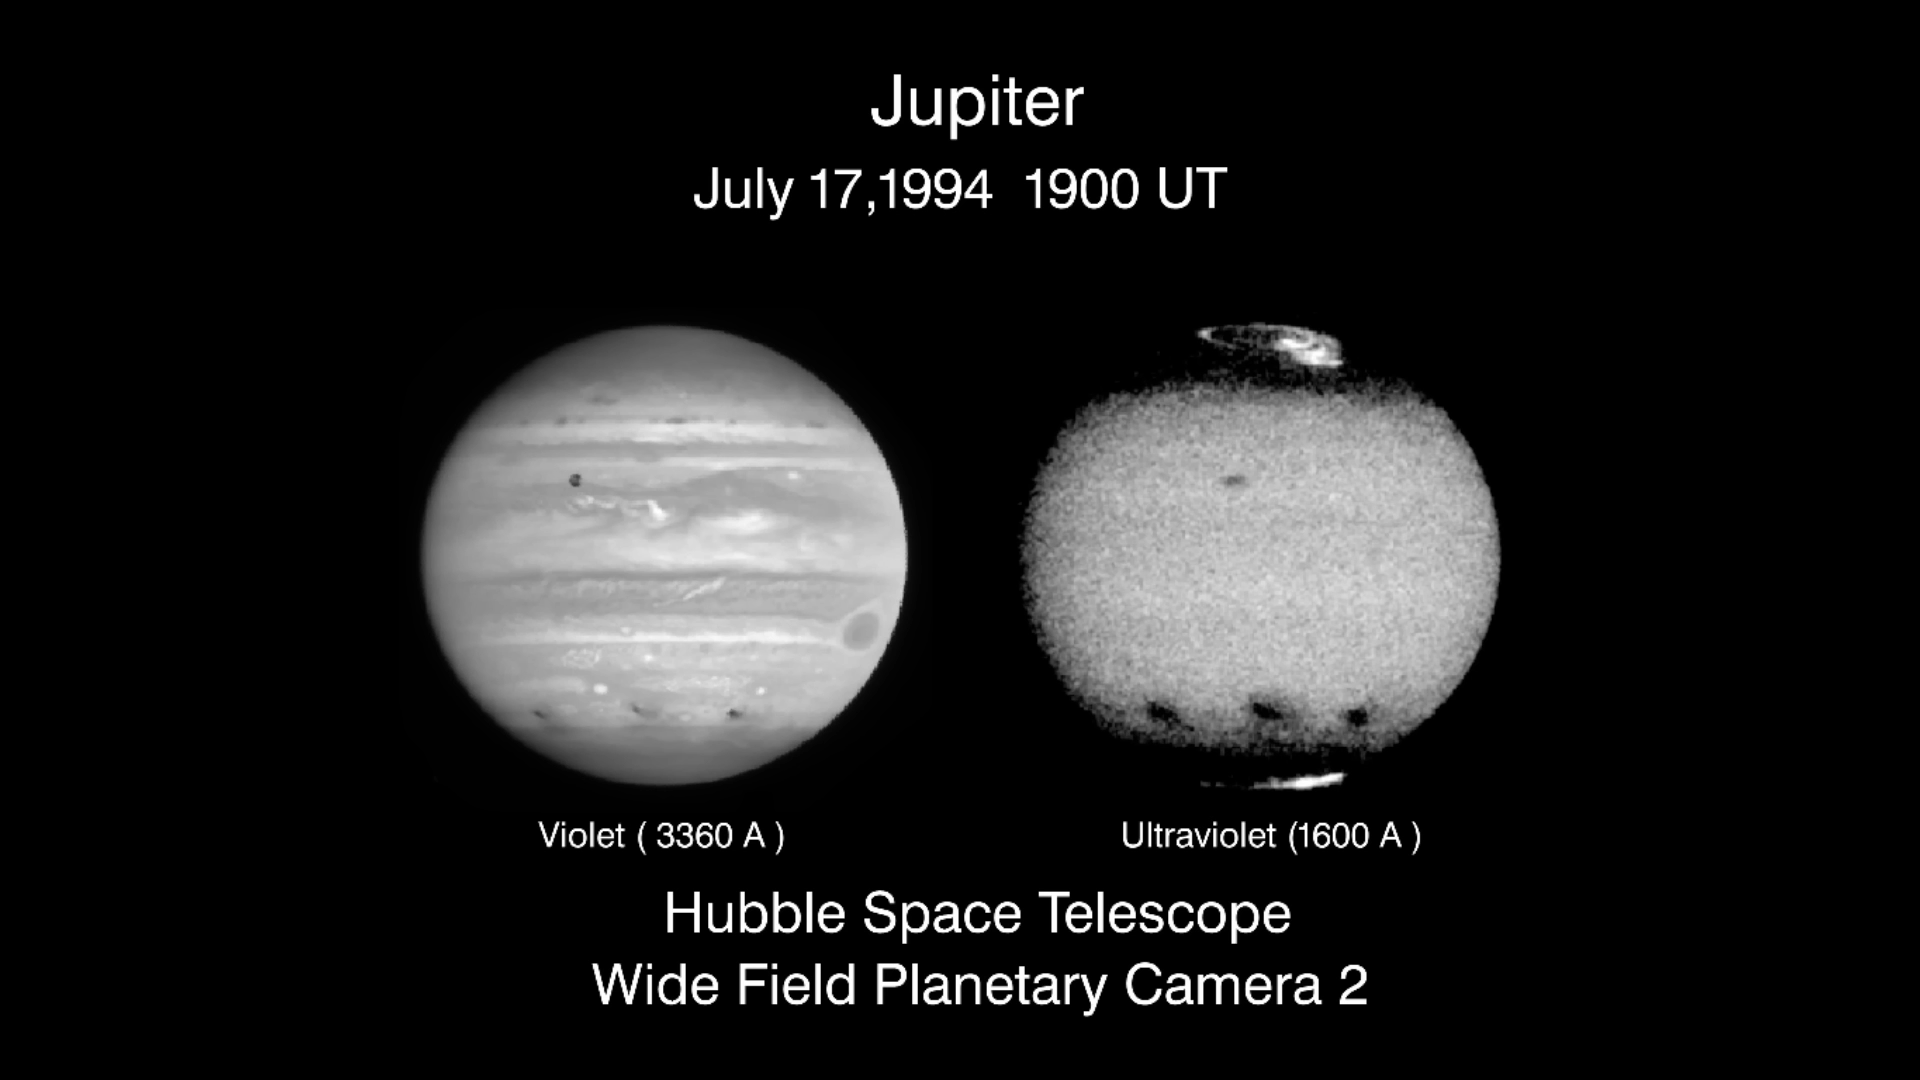 Jupiter
July 17,1994 1900 UT
Violet ( 3360 A )
Ultraviolet (1600 A )
Hubble Space Telescope
Wide Field Planetary Camera 2